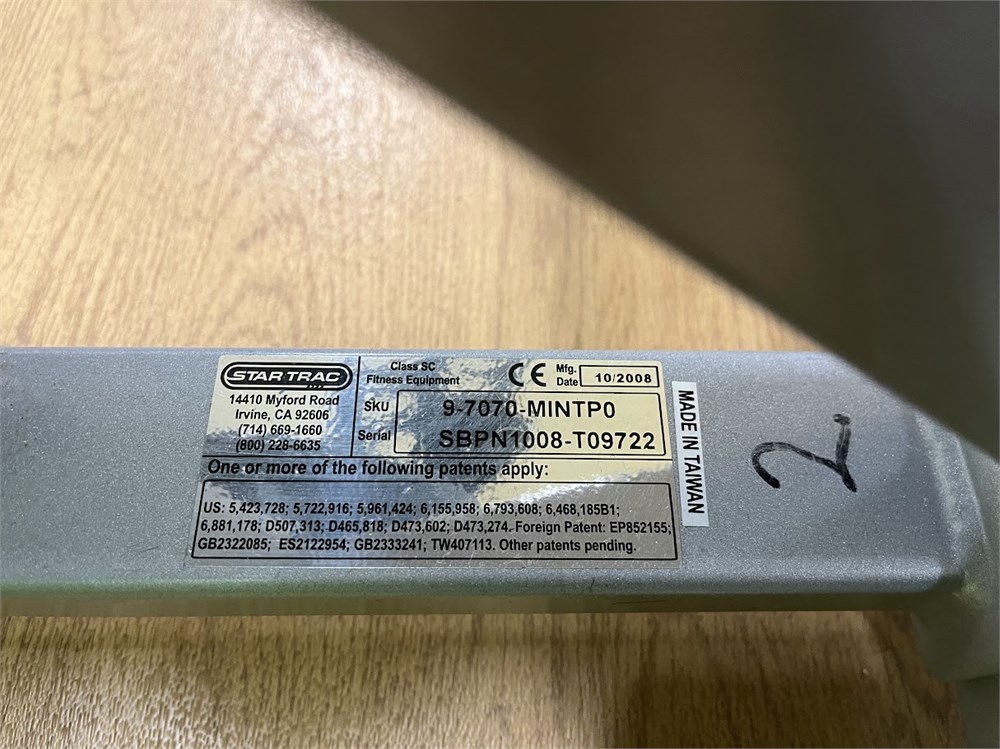 STAR TRAC
14410 Myford Road
Irvine, CA 92606
(714) 669-1660
(800) 228-6635
Class SC
Fitness Equipment
CE
Mfg.
Date
10/2008
SKU 9-7070-MINTP0
Serial SBPN1008-T09722
One or more of the following patents apply:
US: 5,423,728; 5,722,916; 5,961,424; 6,155,958; 6,793,608; 6,468,185B1;
6,881,178; D507,313; D465,818; D473,602; D473,274. Foreign Patent: EP852155;
GB2322085; ES2122954; GB2333241; TW407113. Other patents pending.
MADE IN TAIWAN
2